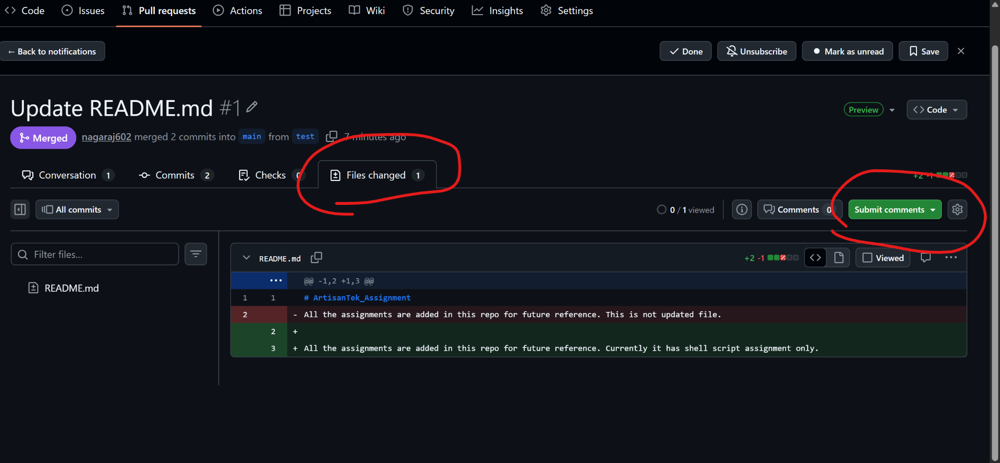 Code Issues Pull requests Actions Projects Wiki Security Insights Settings
← Back to notifications Done Unsubscribe Mark as unread Save
Update README.md #1 Preview Code
Merged nagaraj602 merged 2 commits into main from test 7 minutes ago
Conversation 1 Commits 2 Checks 0 Files changed 1 +2 -1
All commits 0 / 1 viewed Comments 0 Submit comments
Filter files...
README.md +2 -1 Viewed
README.md
@@ -1,2 +1,3 @@
1 1 # ArtisanTek_Assignment
2 - All the assignments are added in this repo for future reference. This is not updated file.
2 +
3 + All the assignments are added in this repo for future reference. Currently it has shell script assignment only.